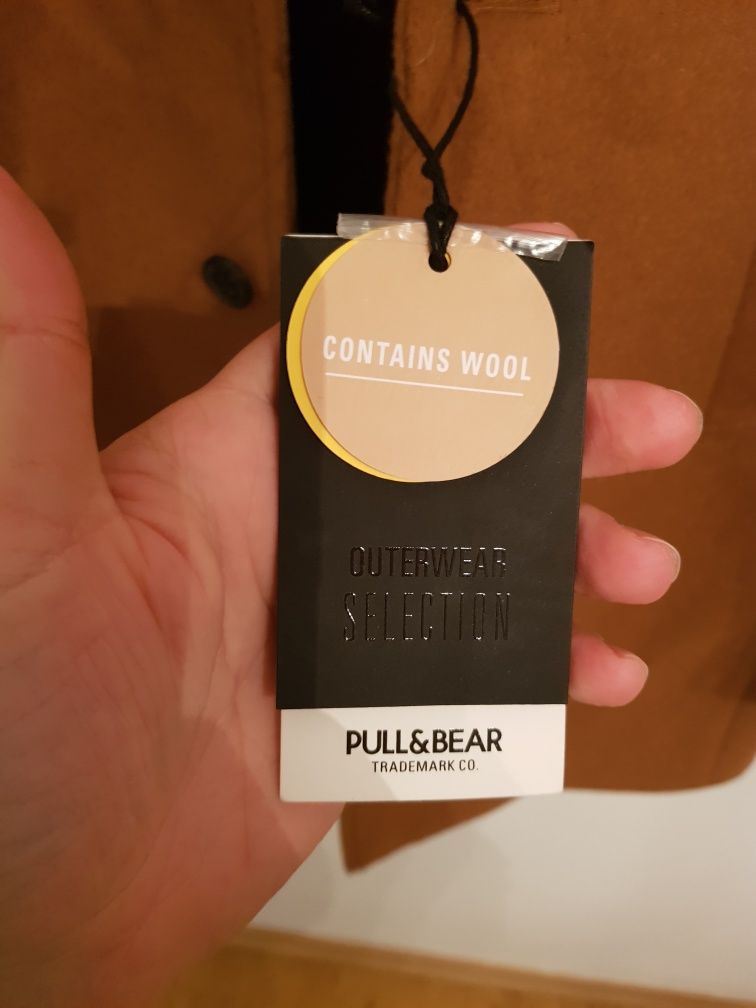 CONTAINS WOOL
OUTERWEAR
SELECTION
PULL&BEAR
TRADEMARK CO.